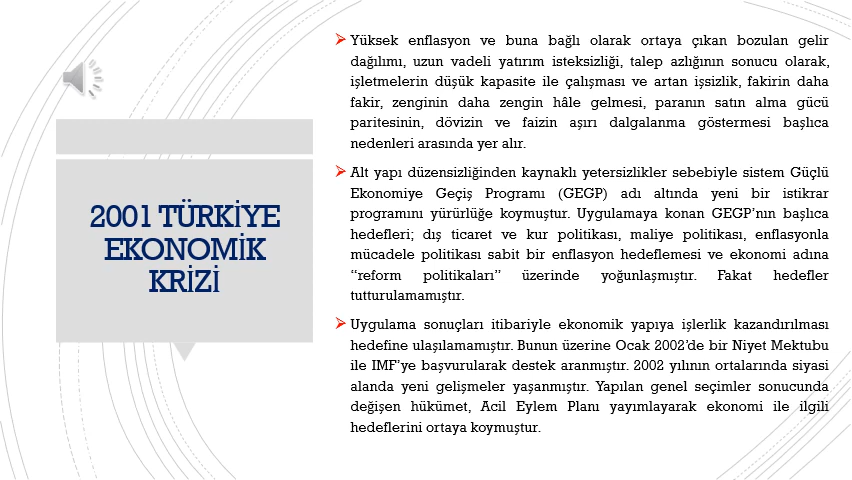 2001 TÜRKİYE
EKONOMİK
KRİZİ
Yüksek enflasyon ve buna bağlı olarak ortaya çıkan bozulan gelir
dağılımı, uzun vadeli yatırım isteksizliği, talep azlığının sonucu olarak,
işletmelerin düşük kapasite ile çalışması ve artan işsizlik, fakirin daha
fakir, zenginin daha zengin hâle gelmesi, paranın satın alma gücü
paritesinin, dövizin ve faizin aşırı dalgalanma göstermesi başlıca
nedenleri arasında yer alır.
Alt yapı düzensizliğinden kaynaklı yetersizlikler sebebiyle sistem Güçlü
Ekonomiye Geçiş Programı (GEGP) adı altında yeni bir istikrar
programını yürürlüğe koymuştur. Uygulamaya konan GEGP’nın başlıca
hedefleri; dış ticaret ve kur politikası, maliye politikası, enflasyonla
mücadele politikası sabit bir enflasyon hedeflemesi ve ekonomi adına
“reform politikaları” üzerinde yoğunlaşmıştır. Fakat hedefler
tutturulamamıştır.
Uygulama sonuçları itibariyle ekonomik yapıya işlerlik kazandırılması
hedefine ulaşılamamıştır. Bunun üzerine Ocak 2002’de bir Niyet Mektubu
ile IMF’ye başvurularak destek aranmıştır. 2002 yılının ortalarında siyasi
alanda yeni gelişmeler yaşanmıştır. Yapılan genel seçimler sonucunda
değişen hükümet, Acil Eylem Planı yayımlayarak ekonomi ile ilgili
hedeflerini ortaya koymuştur.